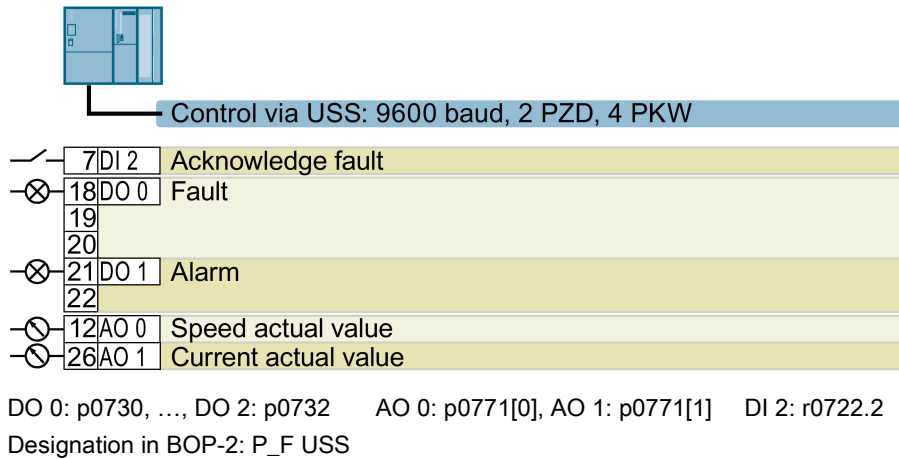 Control via USS: 9600 baud, 2 PZD, 4 PKW
7 DI 2 Acknowledge fault
18 DO 0 Fault
19
20
21 DO 1 Alarm
22
12 AO 0 Speed actual value
26 AO 1 Current actual value
DO 0: p0730, …, DO 2: p0732 AO 0: p0771[0], AO 1: p0771[1] DI 2: r0722.2
Designation in BOP-2: P_F USS